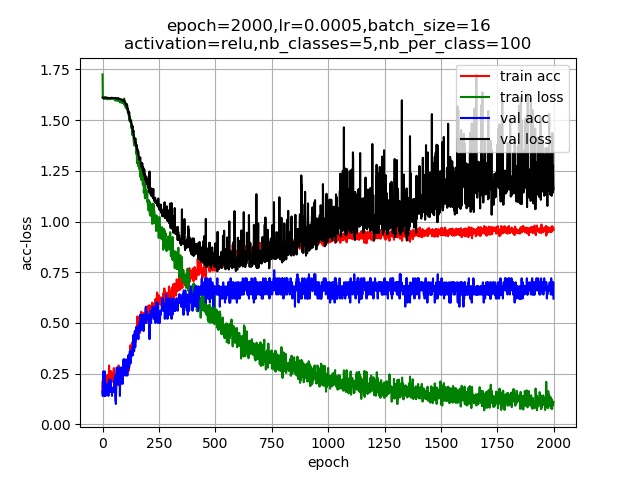 epoch=2000,lr=0.0005,batch_size=16
activation=relu,nb_classes=5,nb_per_class=100
train acc
train loss
val acc
val loss
acc-loss
1.75
1.50
1.25
1.00
0.75
0.50
0.25
0.00
0 250 500 750 1000 1250 1500 1750 2000
epoch